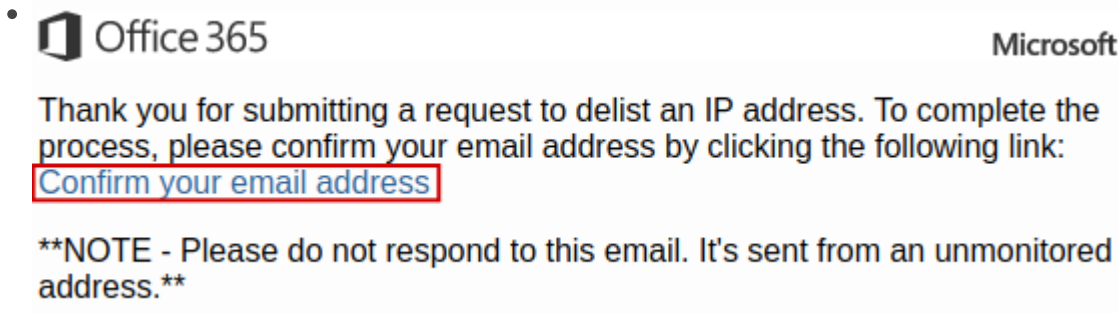 Office 365
Microsoft
Thank you for submitting a request to delist an IP address. To complete the
process, please confirm your email address by clicking the following link:
Confirm your email address
**NOTE - Please do not respond to this email. It's sent from an unmonitored
address.**